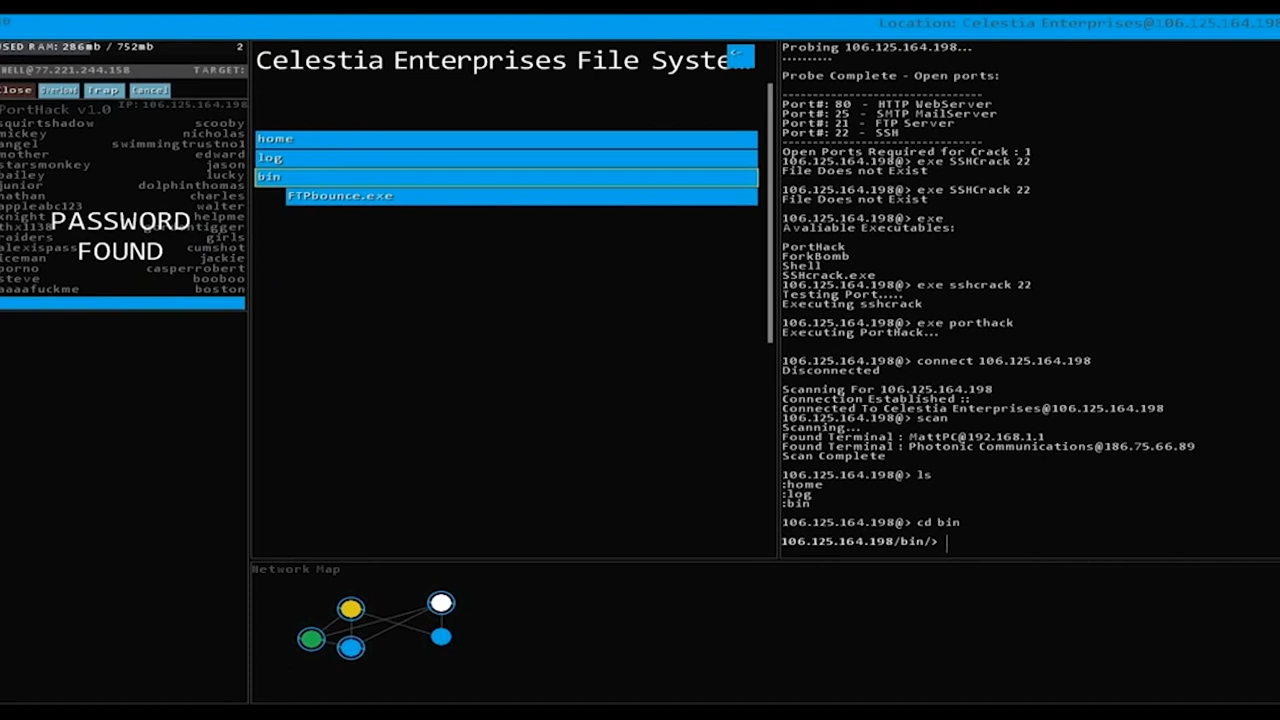 Location: Celestia Enterprises@106.125.164.198
USED RAM: 286mb / 752mb 2
SHELL@77.221.244.158 TARGET:
Close Overload Trap Cancel
PortHack v1.0 IP: 106.125.164.198
squirtshadow scooby
mickey nicholas
angel swimmingtrustno1
mother edward
starsmonkey jason
bailey lucky
junior dolphinthomas
nathan charles
appleabc123 walter
knight helpme
thx1138 tigger
raiders girls
alexispass cumshot
iceman jackie
porno casperrobert
steve booboo
aaaafuckme boston
PASSWORD
FOUND
Celestia Enterprises File Syste
<-
home
log
bin
FTPbounce.exe
Network Map
Probing 106.125.164.198...
----------
Probe Complete - Open ports:
------------------------------
Port#: 80 - HTTP WebServer
Port#: 25 - SMTP MailServer
Port#: 21 - FTP Server
Port#: 22 - SSH
------------------------------
Open Ports Required for Crack : 1
106.125.164.198@> exe SSHCrack 22
File Does not Exist
106.125.164.198@> exe SSHCrack 22
File Does not Exist
106.125.164.198@> exe
Avaliable Executables:
PortHack
ForkBomb
Shell
SSHcrack.exe
106.125.164.198@> exe sshcrack 22
Testing Port.....
Executing sshcrack
106.125.164.198@> exe porthack
Executing PortHack...
106.125.164.198@> connect 106.125.164.198
Disconnected
Scanning For 106.125.164.198
Connection Established ::
Connected To Celestia Enterprises@106.125.164.198
106.125.164.198@> scan
Scanning...
Found Terminal : MattPC@192.168.1.1
Found Terminal : Photonic Communications@186.75.66.89
Scan Complete
106.125.164.198@> ls
:home
:log
:bin
106.125.164.198@> cd bin
106.125.164.198/bin/>